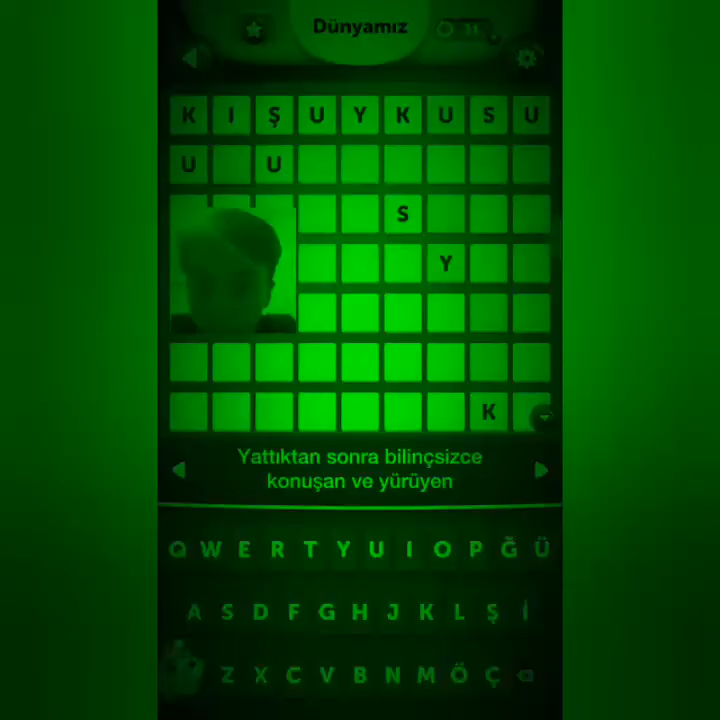 Dünyamız
K I Ş U Y K U S U
U U
S
Y
K
Yattıktan sonra bilinçsizce
konuşan ve yürüyen
Q W E R T Y U I O P Ğ Ü
A S D F G H J K L Ş İ
Z X C V B N M Ö Ç